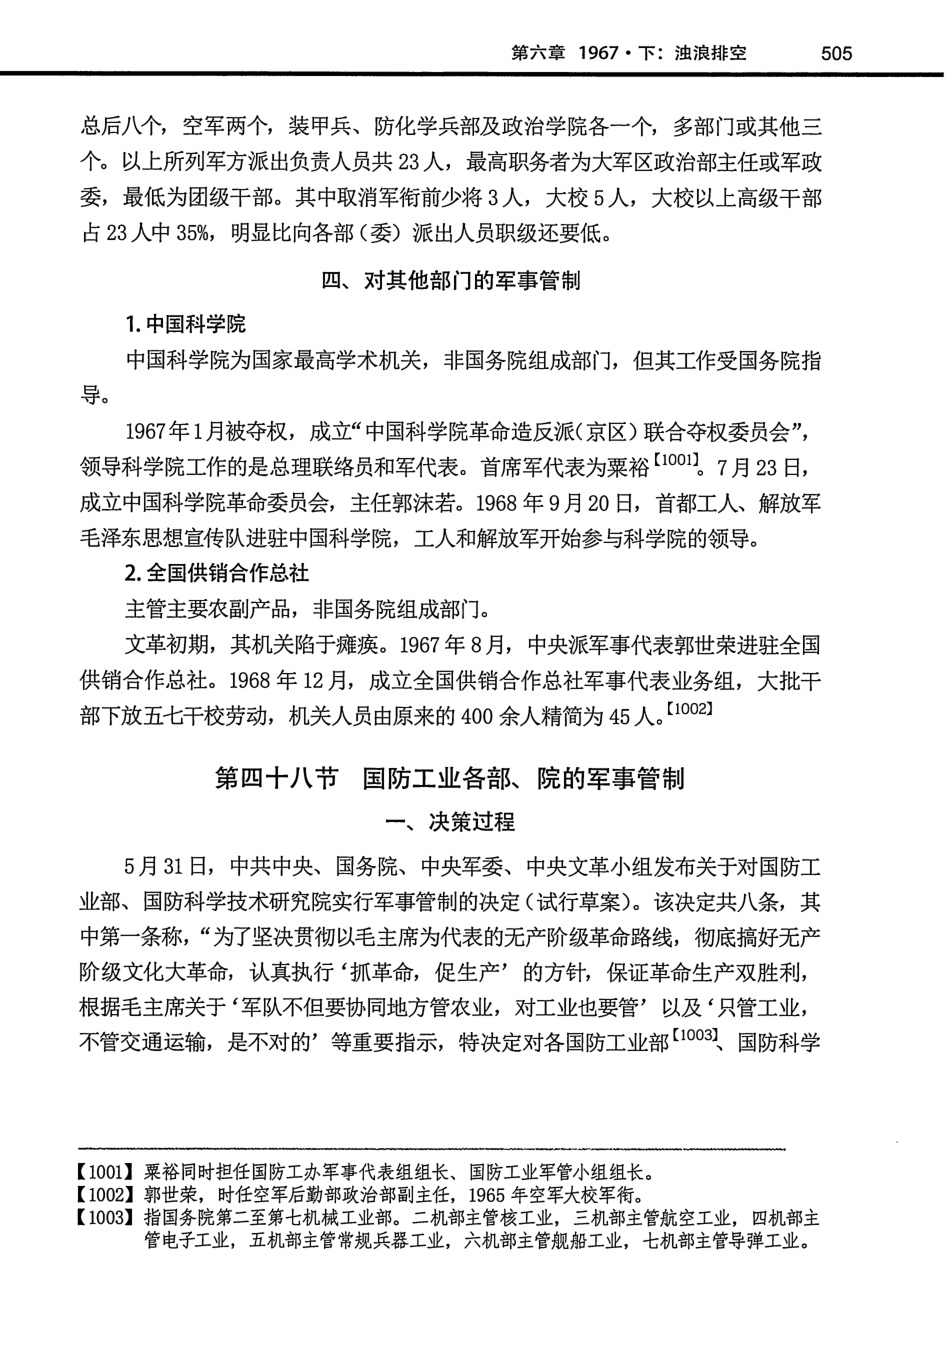 第六章 1967·下：浊浪排空 505
总后八个，空军两个，装甲兵、防化学兵部及政治学院各一个，多部门或其他三
个。以上所列军方派出负责人员共 23 人，最高职务者为大军区政治部主任或军政
委，最低为团级干部。其中取消军衔前少将 3 人，大校 5 人，大校以上高级干部
占 23 人中 35%，明显比向各部（委）派出人员职级还要低。
四、对其他部门的军事管制
1. 中国科学院
中国科学院为国家最高学术机关，非国务院组成部门，但其工作受国务院指
导。
1967 年 1 月被夺权，成立“中国科学院革命造反派（京区）联合夺权委员会”，
领导科学院工作的是总理联络员和军代表。首席军代表为粟裕【1001】。7 月 23 日，
成立中国科学院革命委员会，主任郭沫若。1968 年 9 月 20 日，首都工人、解放军
毛泽东思想宣传队进驻中国科学院，工人和解放军开始参与科学院的领导。
2. 全国供销合作总社
主管主要农副产品，非国务院组成部门。
文革初期，其机关陷于瘫痪。1967 年 8 月，中央派军事代表郭世荣进驻全国
供销合作总社。1968 年 12 月，成立全国供销合作总社军事代表业务组，大批干
部下放五七干校劳动，机关人员由原来的 400 余人精简为 45 人。【1002】
第四十八节 国防工业各部、院的军事管制
一、决策过程
5 月 31 日，中共中央、国务院、中央军委、中央文革小组发布关于对国防工
业部、国防科学技术研究院实行军事管制的决定（试行草案）。该决定共八条，其
中第一条称，“为了坚决贯彻以毛主席为代表的无产阶级革命路线，彻底搞好无产
阶级文化大革命，认真执行‘抓革命，促生产’的方针，保证革命生产双胜利，
根据毛主席关于‘军队不但要协同地方管农业，对工业也要管’以及‘只管工业，
不管交通运输，是不对的’等重要指示，特决定对各国防工业部【1003】、国防科学
【1001】粟裕同时担任国防工办军事代表组组长、国防工业军管小组组长。
【1002】郭世荣，时任空军后勤部政治部副主任，1965 年空军大校军衔。
【1003】指国务院第二至第七机械工业部。二机部主管核工业，三机部主管航空工业，四机部主
管电子工业，五机部主管常规兵器工业，六机部主管舰船工业，七机部主管导弹工业。